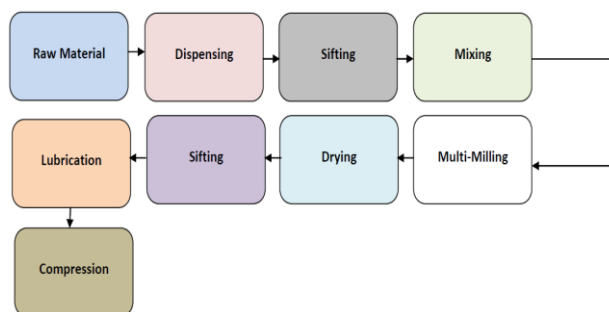 Raw Material
Dispensing
Sifting
Mixing
Multi-Milling
Drying
Sifting
Lubrication
Compression